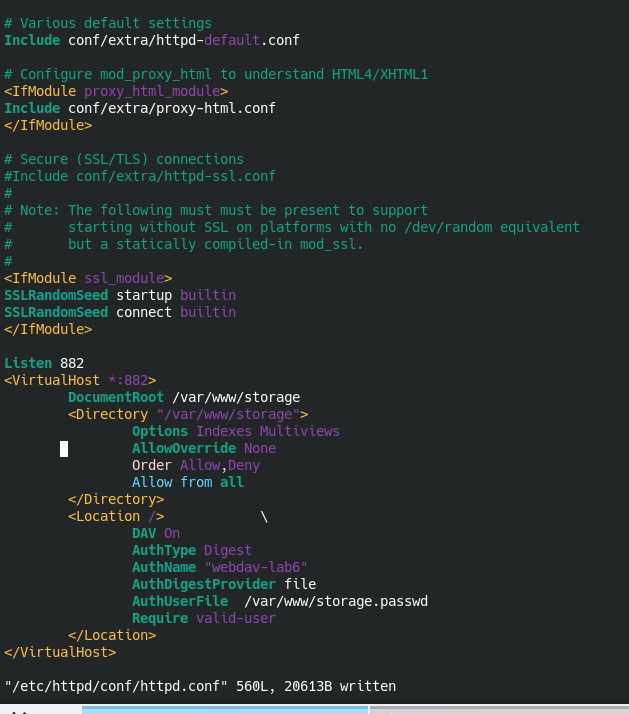 # Various default settings
Include conf/extra/httpd-default.conf

# Configure mod_proxy_html to understand HTML4/XHTML1
<IfModule proxy_html_module>
Include conf/extra/proxy-html.conf
</IfModule>

# Secure (SSL/TLS) connections
#Include conf/extra/httpd-ssl.conf
#
# Note: The following must must be present to support
#       starting without SSL on platforms with no /dev/random equivalent
#       but a statically compiled-in mod_ssl.
#
<IfModule ssl_module>
SSLRandomSeed startup builtin
SSLRandomSeed connect builtin
</IfModule>

Listen 882
<VirtualHost *:882>
        DocumentRoot /var/www/storage
        <Directory "/var/www/storage">
                Options Indexes Multiviews
                AllowOverride None
                Order Allow,Deny
                Allow from all
        </Directory>
        <Location />            \
                DAV On
                AuthType Digest
                AuthName "webdav-lab6"
                AuthDigestProvider file
                AuthUserFile  /var/www/storage.passwd
                Require valid-user
        </Location>
</VirtualHost>

"/etc/httpd/conf/httpd.conf" 560L, 20613B written